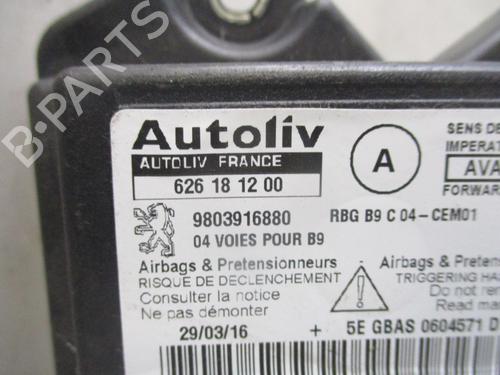 B-PARTS
Autoliv
AUTOLIV FRANCE
626 18 12 00
A
SENS DE
IMPERAT
AVA
FORWAR
9803916880
RBG B9 C 04-CEM01
04 VOIES POUR B9
Airbags & Pretensionneurs
RISQUE DE DECLENCHEMENT
Consulter la notice
Ne pas démonter
Airbags & Pretens
TRIGGERING HA
Do not rem
Read ma
29/03/16 + 5E GBAS 0604571 D